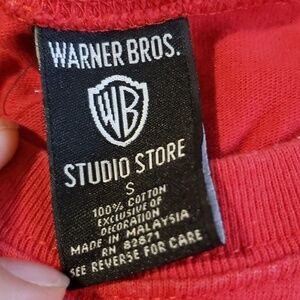 WARNER BROS.
WB
STUDIO STORE
S
100% COTTON
EXCLUSIVE OF
DECORATION
MADE IN MALAYSIA
RN 82871
SEE REVERSE FOR CARE